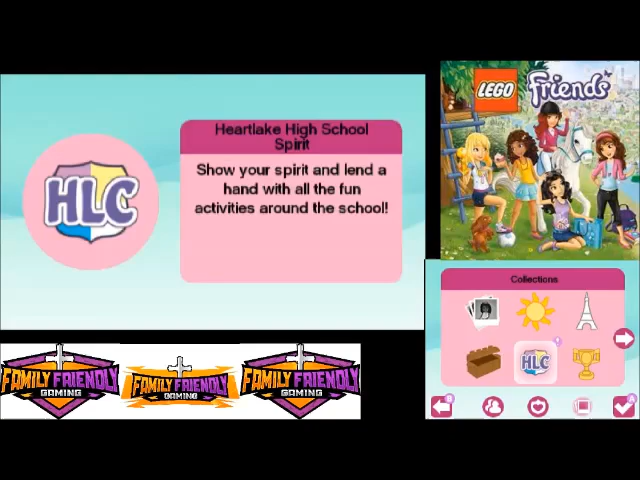 Heartlake High School
Spirit
Show your spirit and lend a
hand with all the fun
activities around the school!
HLC
LEGO Friends
Collections
HLC
FAMILY FRIENDLY
GAMING
FAMILY FRIENDLY
GAMING
FAMILY FRIENDLY
GAMING